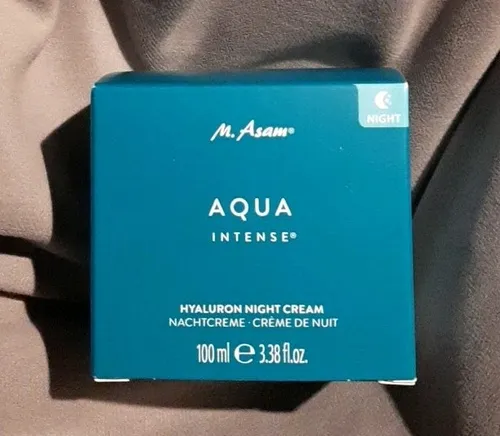 NIGHT
M. Asam®
AQUA
INTENSE®
HYALURON NIGHT CREAM
NACHTCREME · CRÈME DE NUIT
100 ml ℮ 3.38 fl.oz.